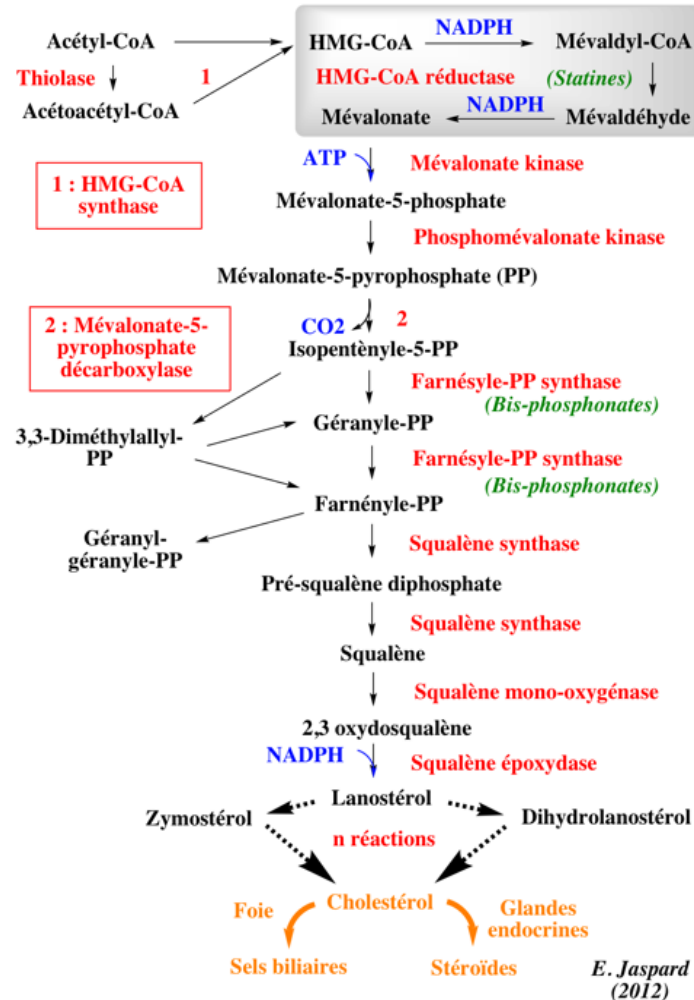 Acétyl-CoA
HMG-CoA
NADPH
Mévaldyl-CoA
Thiolase
1
HMG-CoA réductase
(Statines)
Acétoacétyl-CoA
Mévalonate
NADPH
Mévaldéhyde
ATP
Mévalonate kinase
1 : HMG-CoA
synthase
Mévalonate-5-phosphate
Phosphomévalonate kinase
Mévalonate-5-pyrophosphate (PP)
2 : Mévalonate-5-
pyrophosphate
décarboxylase
CO2
2
Isopentènyle-5-PP
Farnésyle-PP synthase
(Bis-phosphonates)
3,3-Diméthylallyl-
PP
Géranyle-PP
Farnésyle-PP synthase
(Bis-phosphonates)
Farnényle-PP
Géranyl-
géranyle-PP
Squalène synthase
Pré-squalène diphosphate
Squalène synthase
Squalène
Squalène mono-oxygénase
2,3 oxydosqualène
NADPH
Squalène époxydase
Lanostérol
Zymostérol
Dihydrolanostérol
n réactions
Cholestérol
Foie
Glandes
endocrines
Sels biliaires
Stéroïdes
E. Jaspard
(2012)